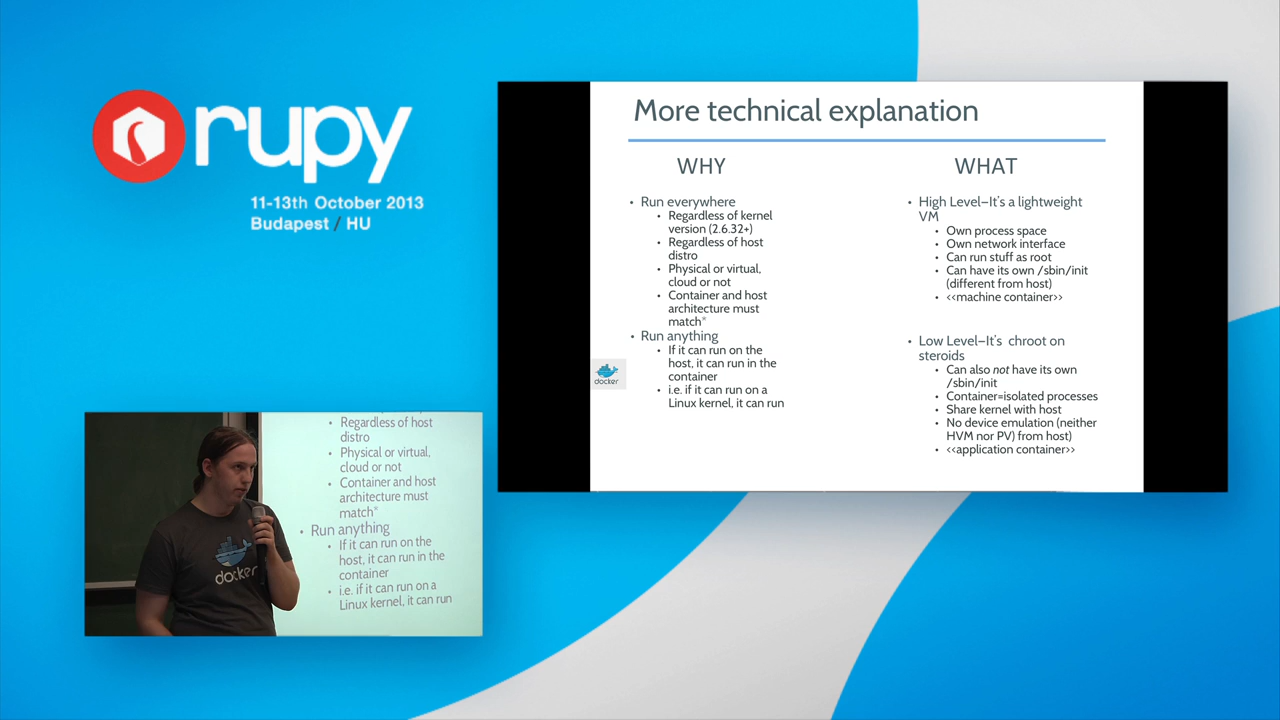 rupy
11-13th October 2013
Budapest / HU
More technical explanation
WHY
• Run everywhere
• Regardless of kernel
version (2.6.32+)
• Regardless of host
distro
• Physical or virtual,
cloud or not
• Container and host
architecture must
match*
• Run anything
• If it can run on the
host, it can run in the
container
• i.e. if it can run on a
Linux kernel, it can run
docker
WHAT
• High Level–It's a lightweight
VM
• Own process space
• Own network interface
• Can run stuff as root
• Can have its own /sbin/init
(different from host)
• <<machine container>>
• Low Level–It's chroot on
steroids
• Can also not have its own
/sbin/init
• Container=isolated processes
• Share kernel with host
• No device emulation (neither
HVM nor PV) from host)
• <<application container>>
• Regardless of host
distro
• Physical or virtual,
cloud or not
• Container and host
architecture must
match*
• Run anything
• If it can run on the
host, it can run in the
container
• i.e. if it can run on a
Linux kernel, it can run
docker